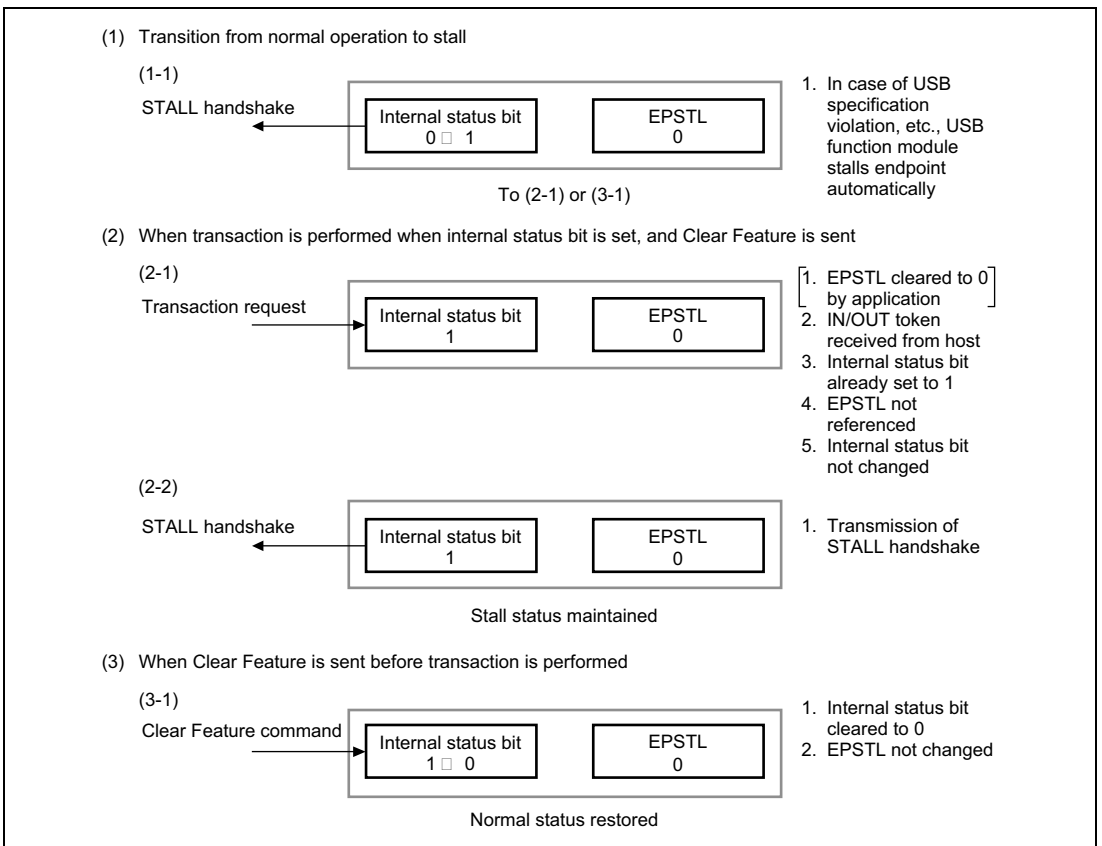 (1) Transition from normal operation to stall
(1-1)
STALL handshake
Internal status bit
0 □ 1
EPSTL
0
1. In case of USB
specification
violation, etc., USB
function module
stalls endpoint
automatically
To (2-1) or (3-1)
(2) When transaction is performed when internal status bit is set, and Clear Feature is sent
(2-1)
Transaction request
Internal status bit
1
EPSTL
0
1. EPSTL cleared to 0
by application
2. IN/OUT token
received from host
3. Internal status bit
already set to 1
4. EPSTL not
referenced
5. Internal status bit
not changed
(2-2)
STALL handshake
Internal status bit
1
EPSTL
0
1. Transmission of
STALL handshake
Stall status maintained
(3) When Clear Feature is sent before transaction is performed
(3-1)
Clear Feature command
Internal status bit
1 □ 0
EPSTL
0
1. Internal status bit
cleared to 0
2. EPSTL not changed
Normal status restored